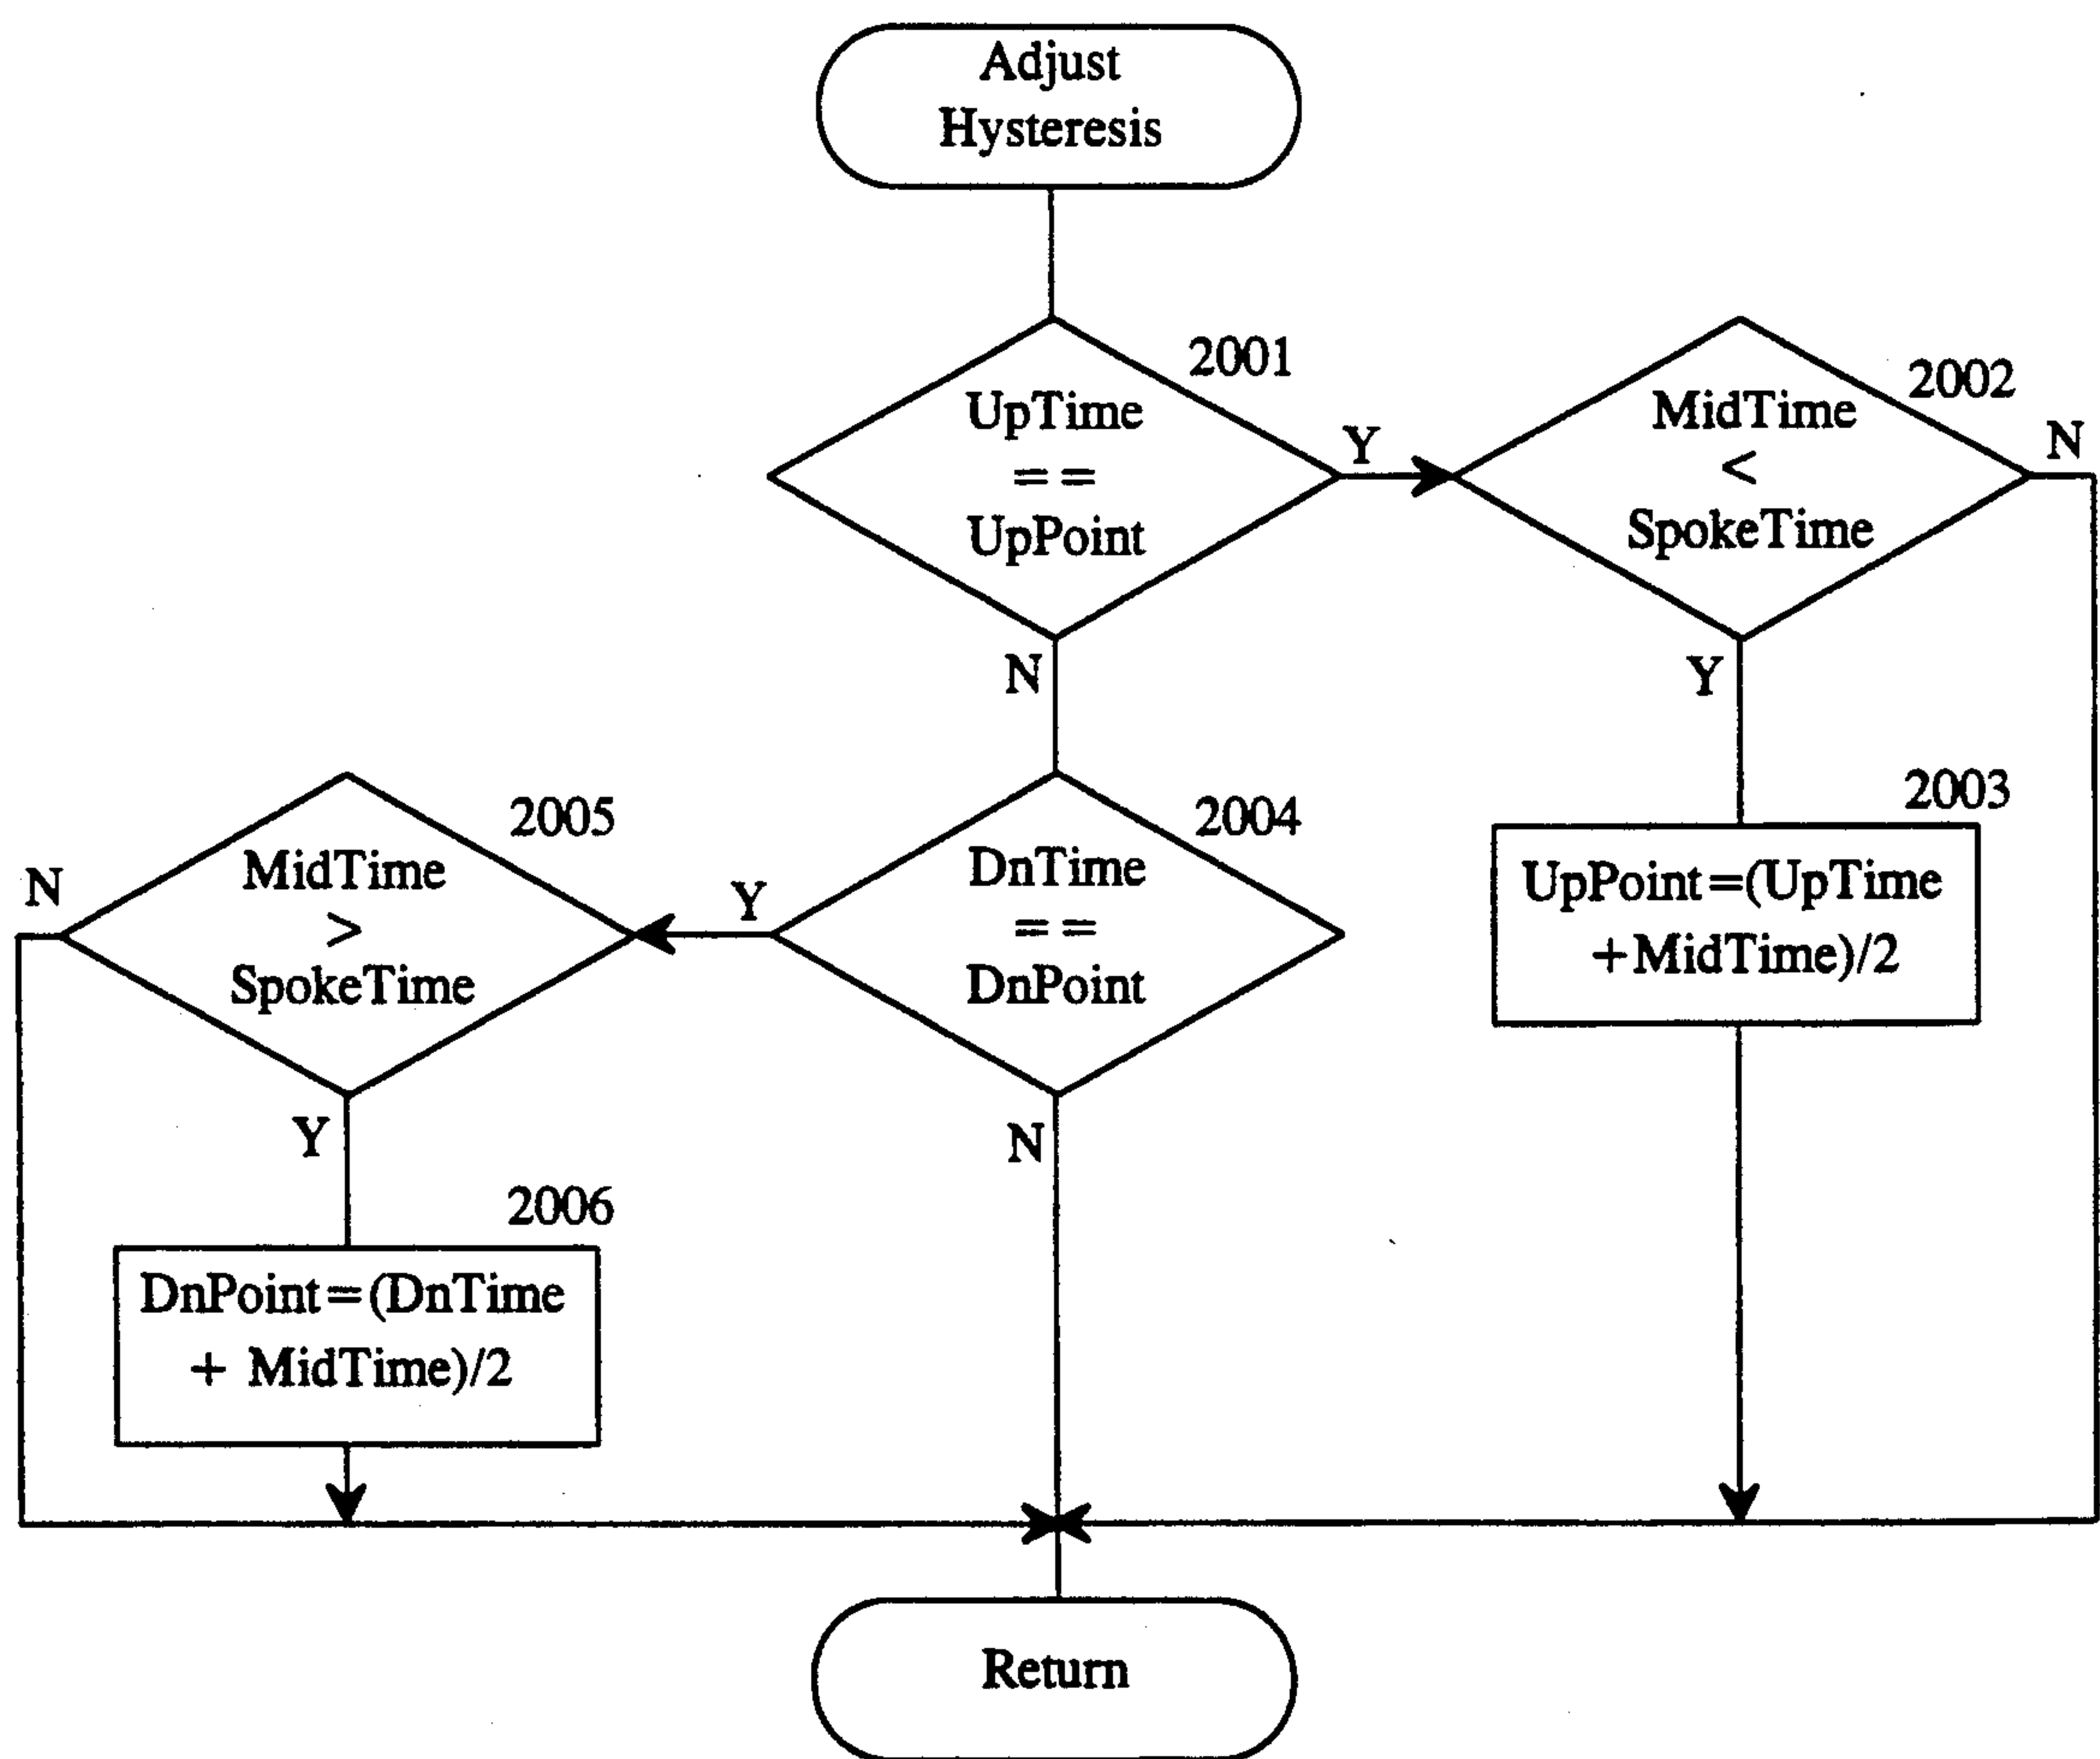 Adjust
Hysteresis
2001
UpTime
==
UpPoint
Y
N
2002
MidTime
<
SpokeTime
N
Y
2003
UpPoint=(UpTime
+MidTime)/2
2004
DnTime
==
DnPoint
Y
N
2005
MidTime
>
SpokeTime
N
Y
2006
DnPoint=(DnTime
+ MidTime)/2
Return